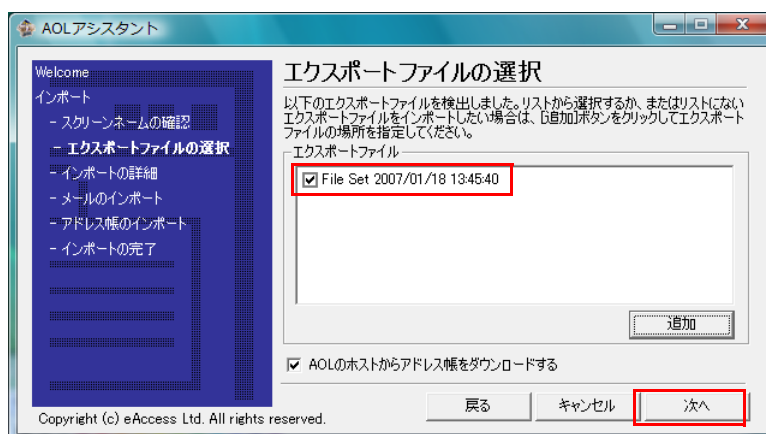 AOLアシスタント
Welcome
インポート
- スクリーンネームの確認
- エクスポートファイルの選択
- インポートの詳細
- メールのインポート
- アドレス帳のインポート
- インポートの完了
エクスポートファイルの選択
以下のエクスポートファイルを検出しました。リストから選択するか、またはリストにない
エクスポートファイルをインポートしたい場合は、[追加]ボタンをクリックしてエクスポート
ファイルの場所を指定してください。
エクスポートファイル
File Set 2007/01/18 13:45:40
追加
AOLのホストからアドレス帳をダウンロードする
戻る
キャンセル
次へ
Copyright (c) eAccess Ltd. All rights reserved.